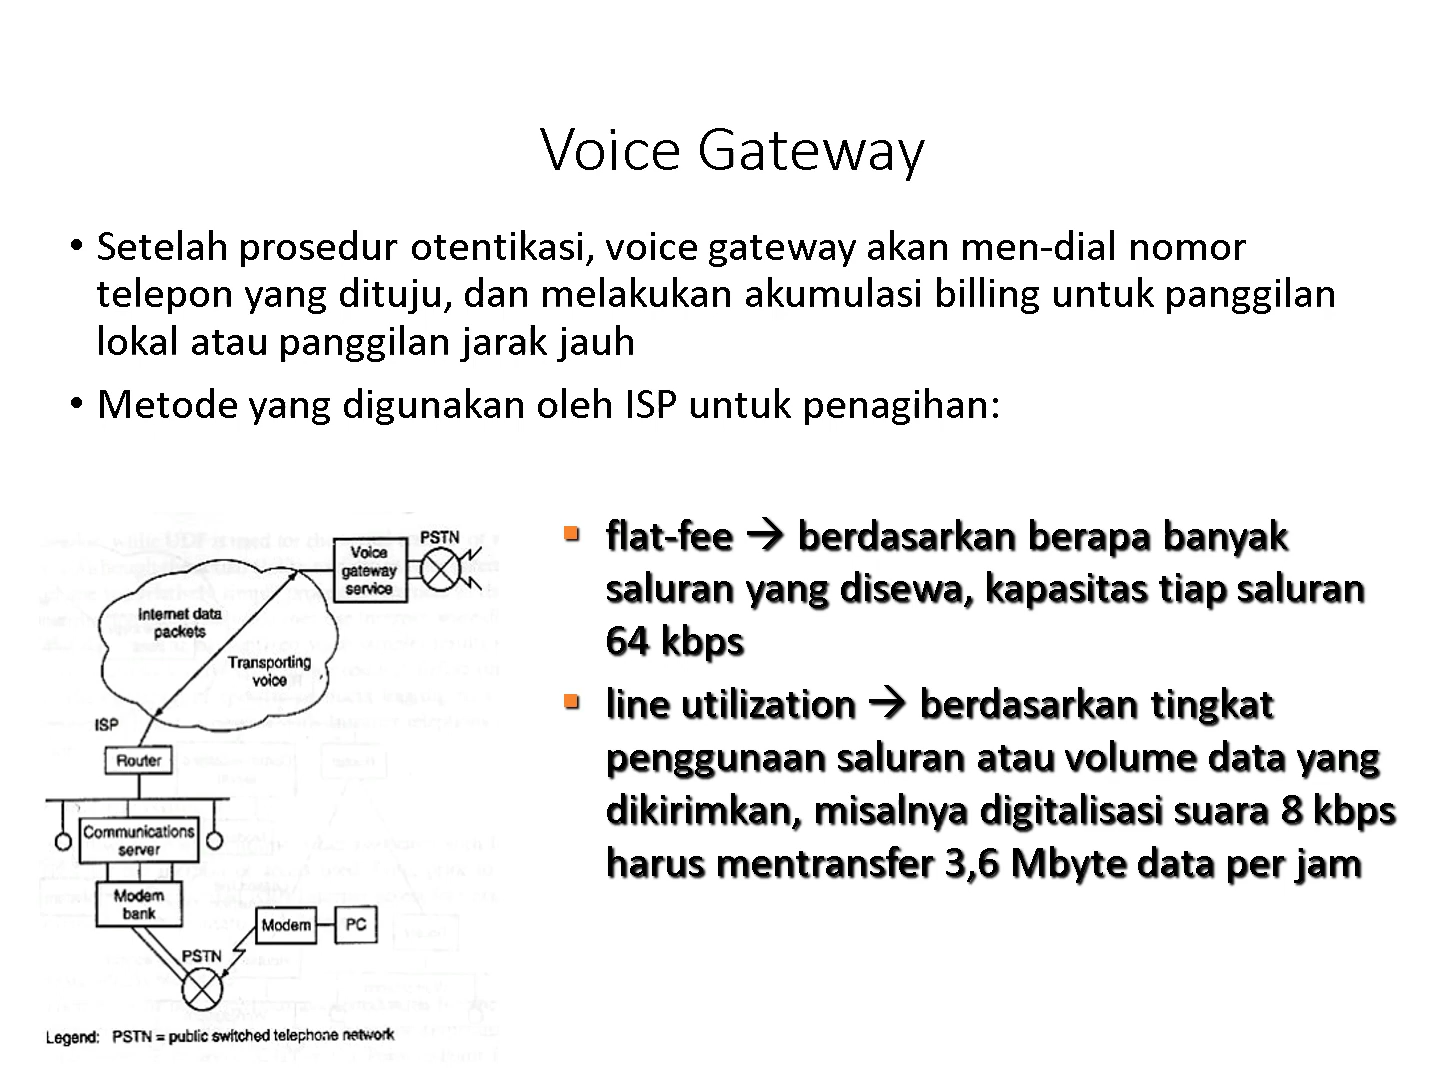 Voice Gateway
• Setelah prosedur otentikasi, voice gateway akan men-dial nomor
telepon yang dituju, dan melakukan akumulasi billing untuk panggilan
lokal atau panggilan jarak jauh
• Metode yang digunakan oleh ISP untuk penagihan:
▪ flat-fee → berdasarkan berapa banyak
saluran yang disewa, kapasitas tiap saluran
64 kbps
▪ line utilization → berdasarkan tingkat
penggunaan saluran atau volume data yang
dikirimkan, misalnya digitalisasi suara 8 kbps
harus mentransfer 3,6 Mbyte data per jam
PSTN
Voice
gateway
service
Internet data
packets
Transporting
voice
ISP
Router
Communications
server
Modem
bank
Modem
PC
PSTN
Legend: PSTN = public switched telephone network